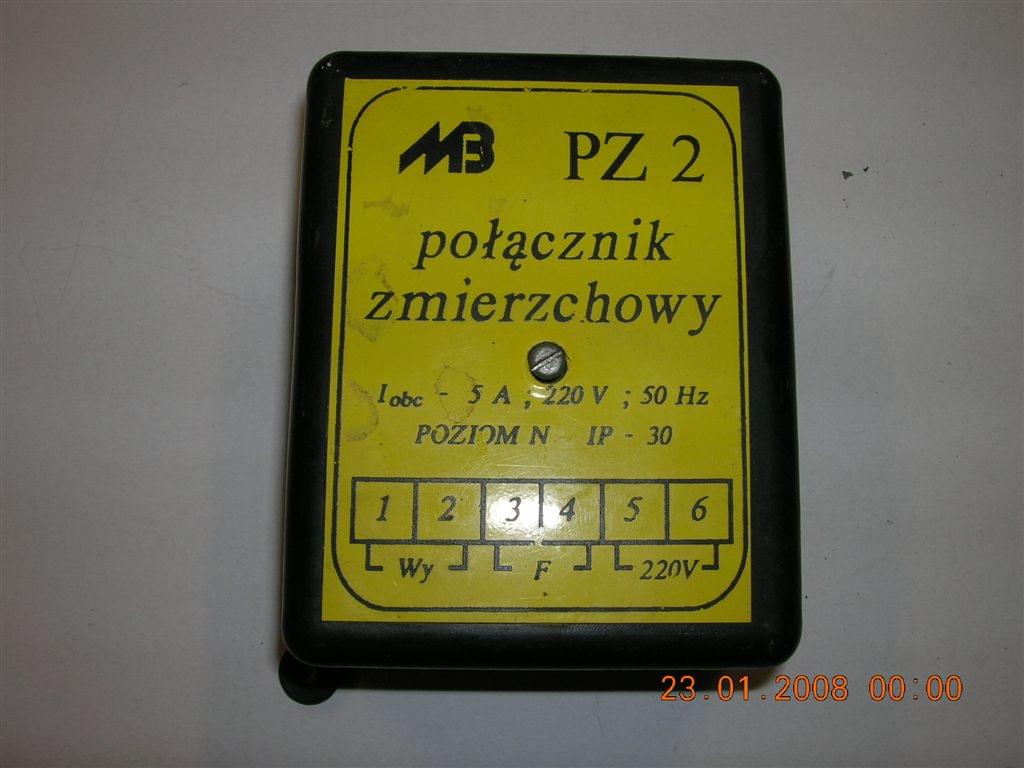 MB PZ 2
połącznik
zmierzchowy
Iobc - 5 A ; 220 V ; 50 Hz
POZIOM N IP - 30
1 2 3 4 5 6
Wy F 220V
23.01.2008 00:00